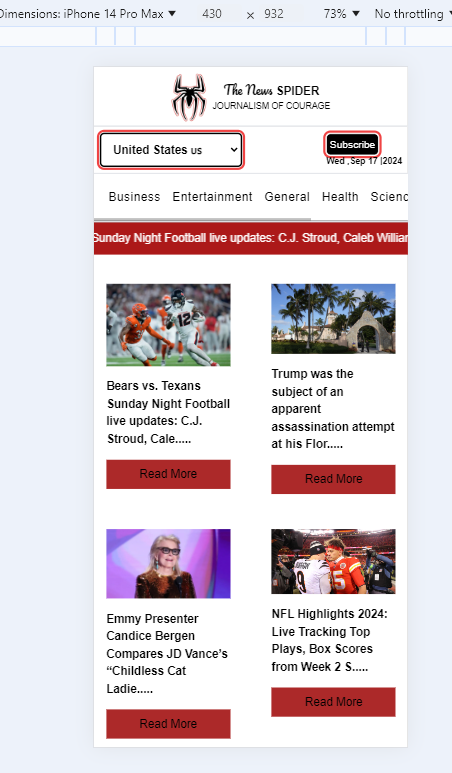 Dimensions: iPhone 14 Pro Max ▼ 430 × 932 73% ▼ No throttling
The News SPIDER
JOURNALISM OF COURAGE
United States US
Subscribe
Wed ,Sep 17 |2024
Business Entertainment General Health Scienc
Sunday Night Football live updates: C.J. Stroud, Caleb Willian
Bears vs. Texans
Sunday Night Football
live updates: C.J.
Stroud, Cale.....
Read More
Trump was the
subject of an
apparent
assassination attempt
at his Flor.....
Read More
Emmy Presenter
Candice Bergen
Compares JD Vance’s
“Childless Cat
Ladie.....
Read More
NFL Highlights 2024:
Live Tracking Top
Plays, Box Scores
from Week 2 S.....
Read More